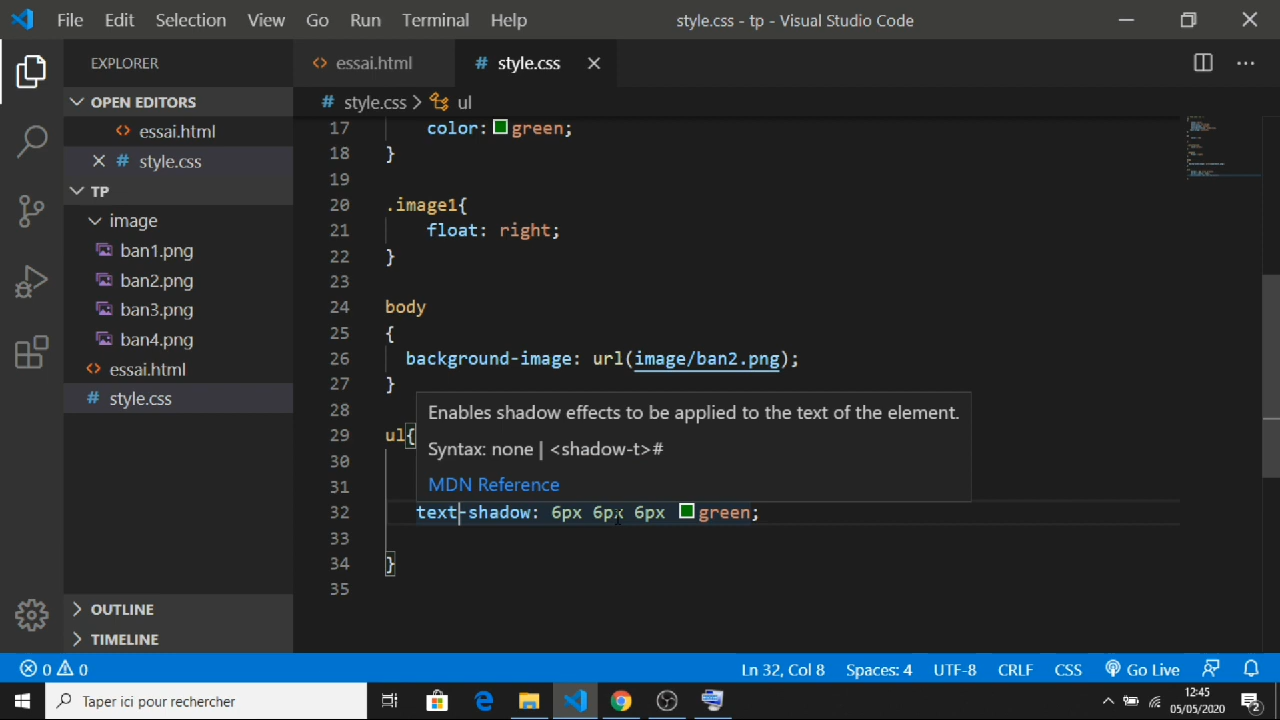 File Edit Selection View Go Run Terminal Help style.css - tp - Visual Studio Code
EXPLORER
essai.html
style.css
OPEN EDITORS
essai.html
style.css
TP
image
ban1.png
ban2.png
ban3.png
ban4.png
essai.html
style.css
OUTLINE
TIMELINE
style.css > ul
17 color: green;
18 }
19
20 .image1{
21 float: right;
22 }
23
24 body
25 {
26 background-image: url(image/ban2.png);
27 }
28
29 ul{
30
31
32 text-shadow: 6px 6px 6px green;
33
34 }
35
Enables shadow effects to be applied to the text of the element.
Syntax: none | <shadow-t>#
MDN Reference
0 0 Ln 32, Col 8 Spaces: 4 UTF-8 CRLF CSS Go Live
Taper ici pour rechercher
12:45
05/05/2020
2